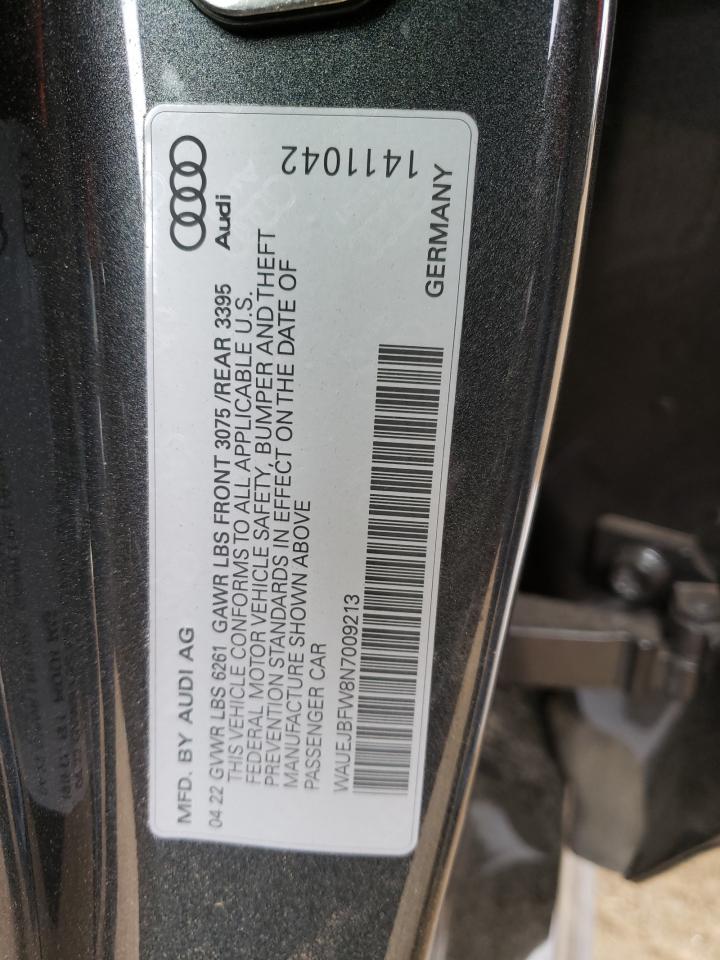 MFD. BY AUDI AG
Audi
04.22 GVWR LBS 6261 GAWR LBS FRONT 3075 /REAR 3395
THIS VEHICLE CONFORMS TO ALL APPLICABLE U.S.
FEDERAL MOTOR VEHICLE SAFETY, BUMPER AND THEFT
PREVENTION STANDARDS IN EFFECT ON THE DATE OF
MANUFACTURE SHOWN ABOVE
PASSENGER CAR
WAUEJBFW8N7009213
GERMANY
1411042